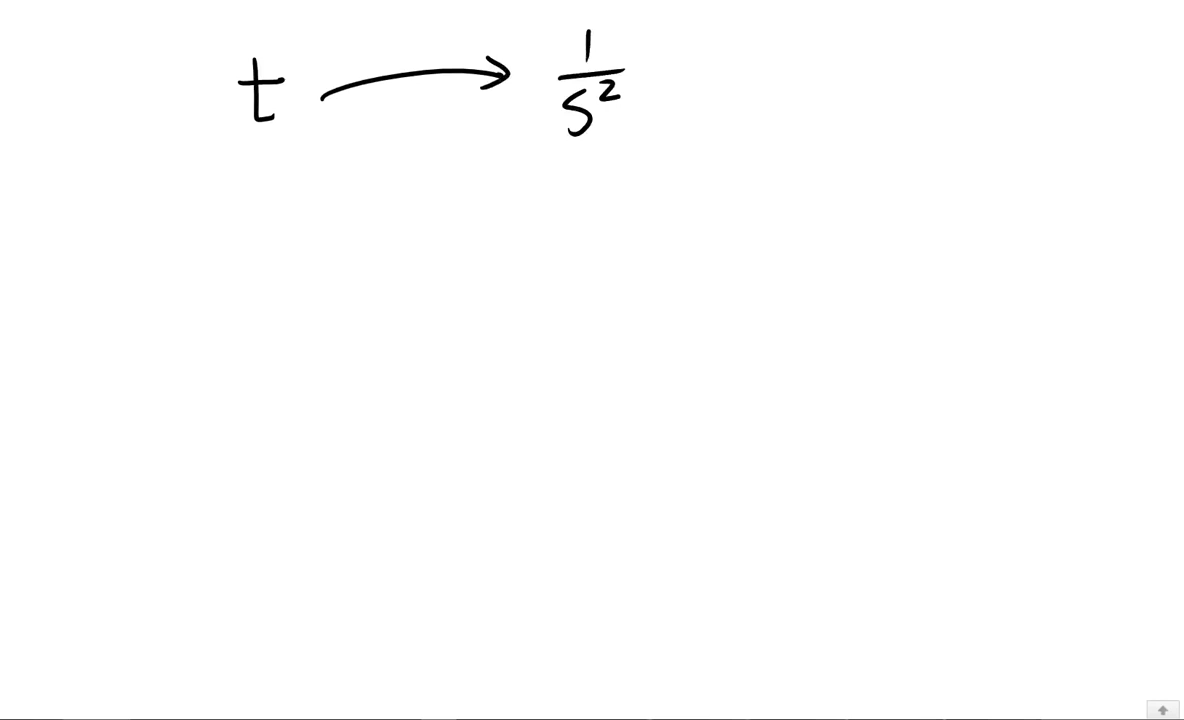 t → 1/s²